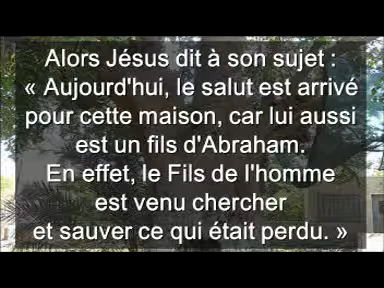 Alors Jésus dit à son sujet :
« Aujourd'hui, le salut est arrivé
pour cette maison, car lui aussi
est un fils d'Abraham.
En effet, le Fils de l'homme
est venu chercher
et sauver ce qui était perdu. »